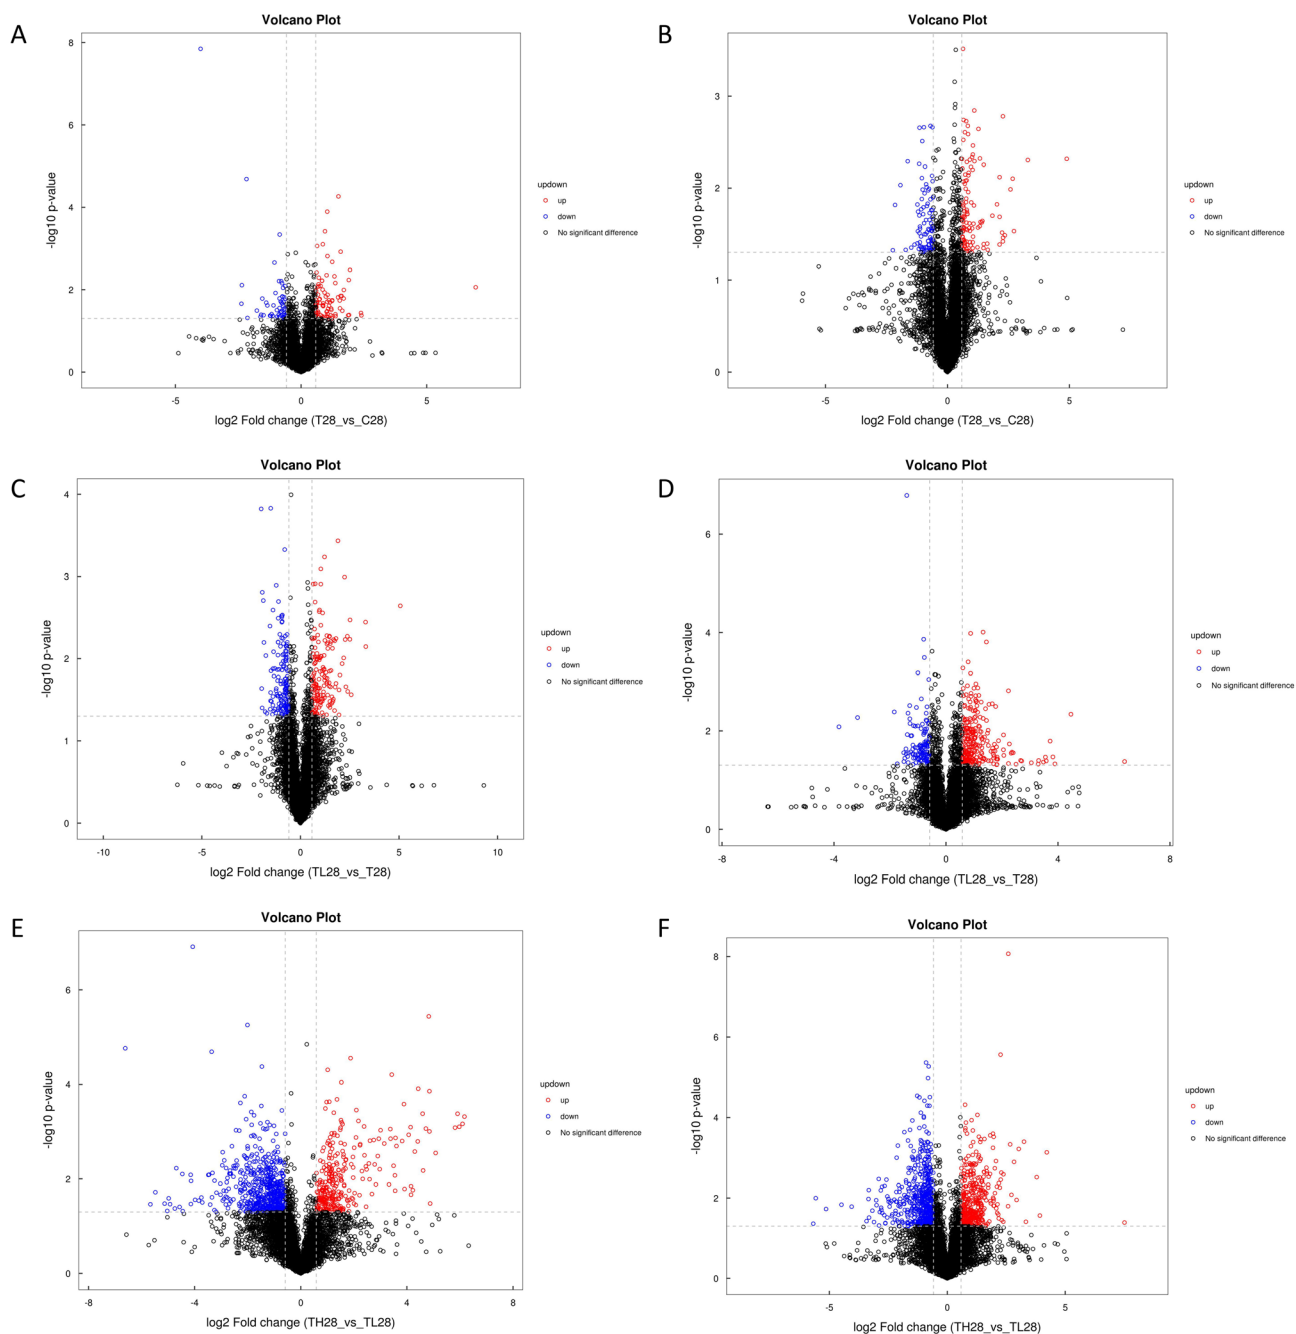 A
Volcano Plot
8
6
4
2
0
-log10 p-value
-5
0
5
log2 Fold change (T28_vs_C28)
updown
up
down
No significant difference
B
Volcano Plot
3
2
1
0
-log10 p-value
-5
0
5
log2 Fold change (T28_vs_C28)
updown
up
down
No significant difference
C
Volcano Plot
4
3
2
1
0
-log10 p-value
-10
-5
0
5
10
log2 Fold change (TL28_vs_T28)
updown
up
down
No significant difference
D
Volcano Plot
6
4
2
0
-log10 p-value
-8
-4
0
4
8
log2 Fold change (TL28_vs_T28)
updown
up
down
No significant difference
E
Volcano Plot
6
4
2
0
-log10 p-value
-8
-4
0
4
8
log2 Fold change (TH28_vs_TL28)
updown
up
down
No significant difference
F
Volcano Plot
8
6
4
2
0
-log10 p-value
-5
0
5
log2 Fold change (TH28_vs_TL28)
updown
up
down
No significant difference